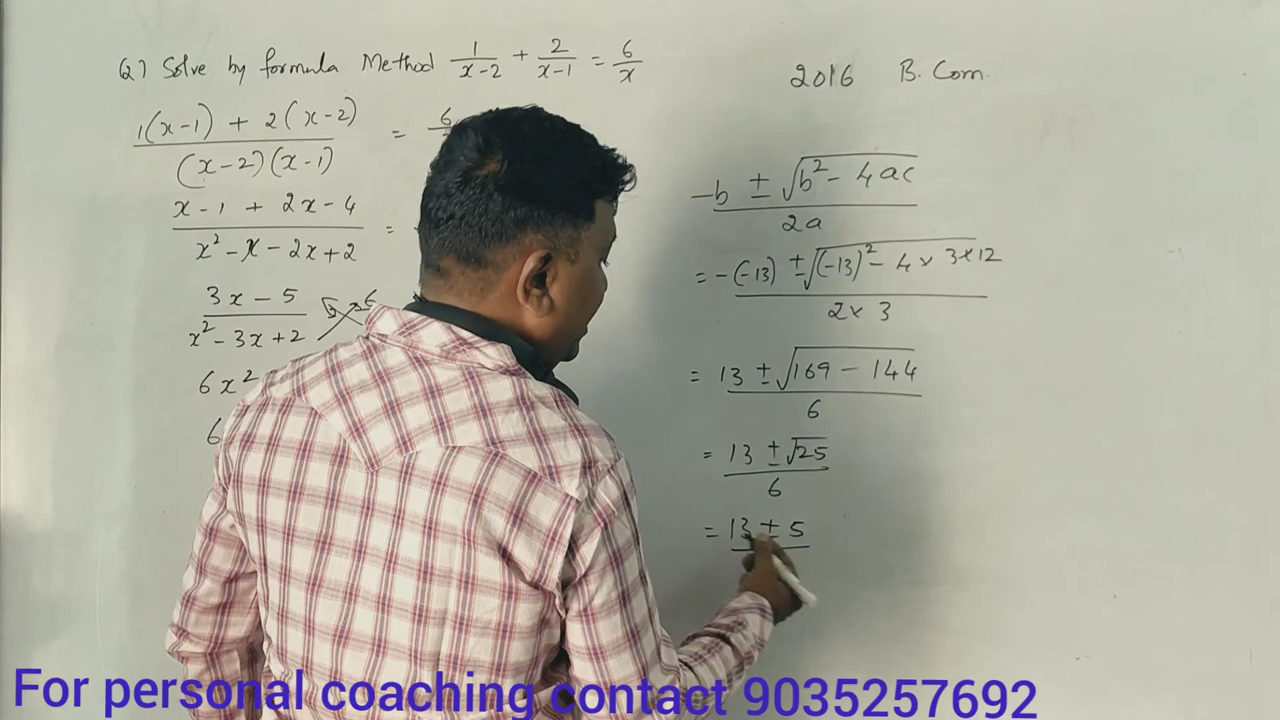 Q7 Solve by formula Method 1/(x-2) + 2/(x-1) = 6/x
2016 B.Com.
1(x-1) + 2(x-2) / (x-2)(x-1) = 6
x-1 + 2x-4 / x²-x-2x+2 =
3x-5 / x²-3x+2
6x²
6
-b ± √b²-4ac / 2a
= -(-13) ± √(-13)²-4×3×12 / 2×3
= 13 ± √169-144 / 6
= 13 ± √25 / 6
= 13 ± 5
For personal coaching contact 9035257692